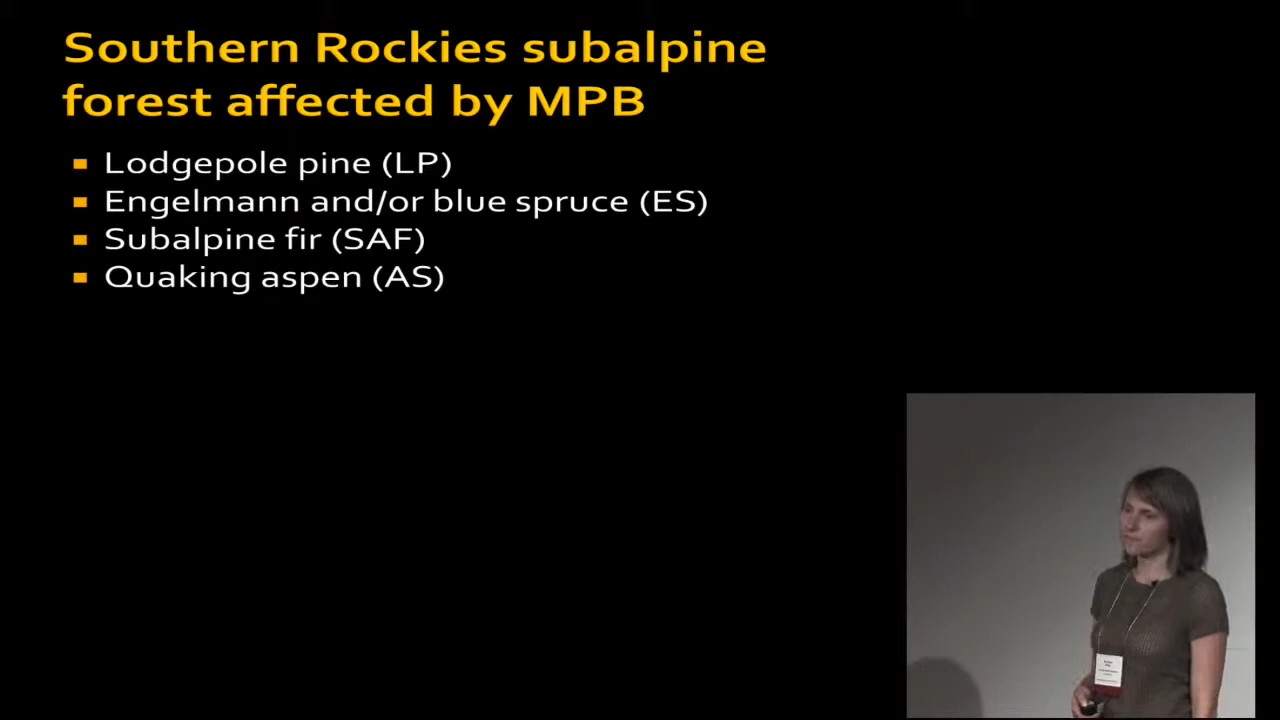 Southern Rockies subalpine
forest affected by MPB
Lodgepole pine (LP)
Engelmann and/or blue spruce (ES)
Subalpine fir (SAF)
Quaking aspen (AS)